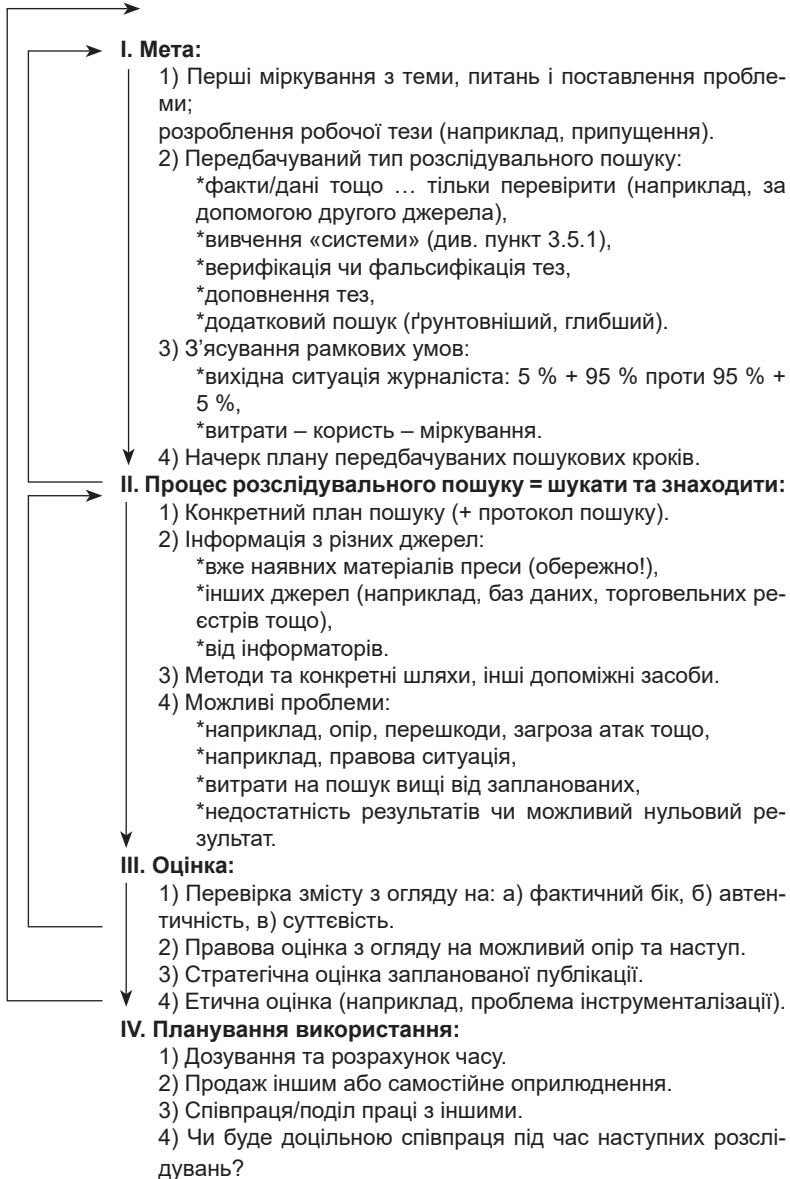 I. Мета:
1) Перші міркування з теми, питань і поставлення пробле-
ми;
розроблення робочої тези (наприклад, припущення).
2) Передбачуваний тип розслідувального пошуку:
*факти/дані тощо … тільки перевірити (наприклад, за
допомогою другого джерела),
*вивчення «системи» (див. пункт 3.5.1),
*верифікація чи фальсифікація тез,
*доповнення тез,
*додатковий пошук (ґрунтовніший, глибший).
3) З’ясування рамкових умов:
*вихідна ситуація журналіста: 5 % + 95 % проти 95 % +
5 %,
*витрати – користь – міркування.
4) Начерк плану передбачуваних пошукових кроків.
II. Процес розслідувального пошуку = шукати та знаходити:
1) Конкретний план пошуку (+ протокол пошуку).
2) Інформація з різних джерел:
*вже наявних матеріалів преси (обережно!),
*інших джерел (наприклад, баз даних, торговельних ре-
єстрів тощо),
*від інформаторів.
3) Методи та конкретні шляхи, інші допоміжні засоби.
4) Можливі проблеми:
*наприклад, опір, перешкоди, загроза атак тощо,
*наприклад, правова ситуація,
*витрати на пошук вищі від запланованих,
*недостатність результатів чи можливий нульовий ре-
зультат.
III. Оцінка:
1) Перевірка змісту з огляду на: а) фактичний бік, б) автен-
тичність, в) суттєвість.
2) Правова оцінка з огляду на можливий опір та наступ.
3) Стратегічна оцінка запланованої публікації.
4) Етична оцінка (наприклад, проблема інструменталізації).
IV. Планування використання:
1) Дозування та розрахунок часу.
2) Продаж іншим або самостійне оприлюднення.
3) Співпраця/поділ праці з іншими.
4) Чи буде доцільною співпраця під час наступних розслі-
дувань?